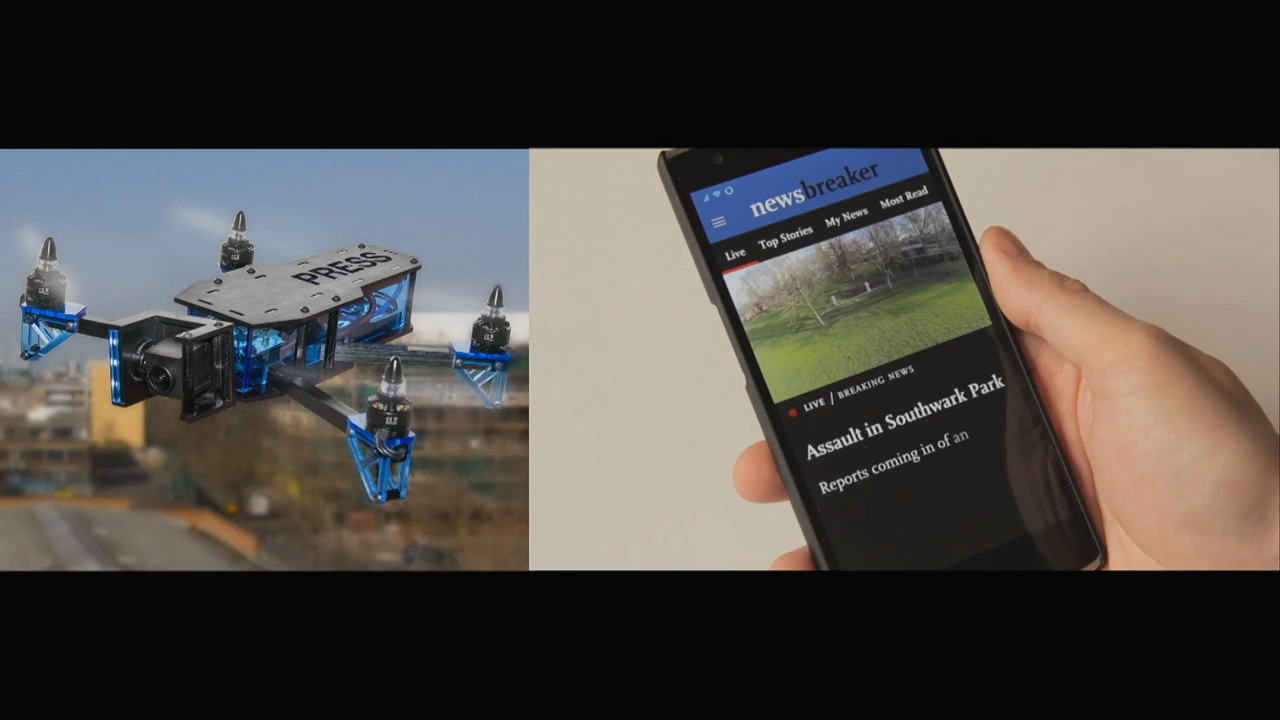 PRESS
newsbreaker
Live Top Stories My News Most Read
LIVE | BREAKING NEWS
Assault in Southwark Park
Reports coming in of an